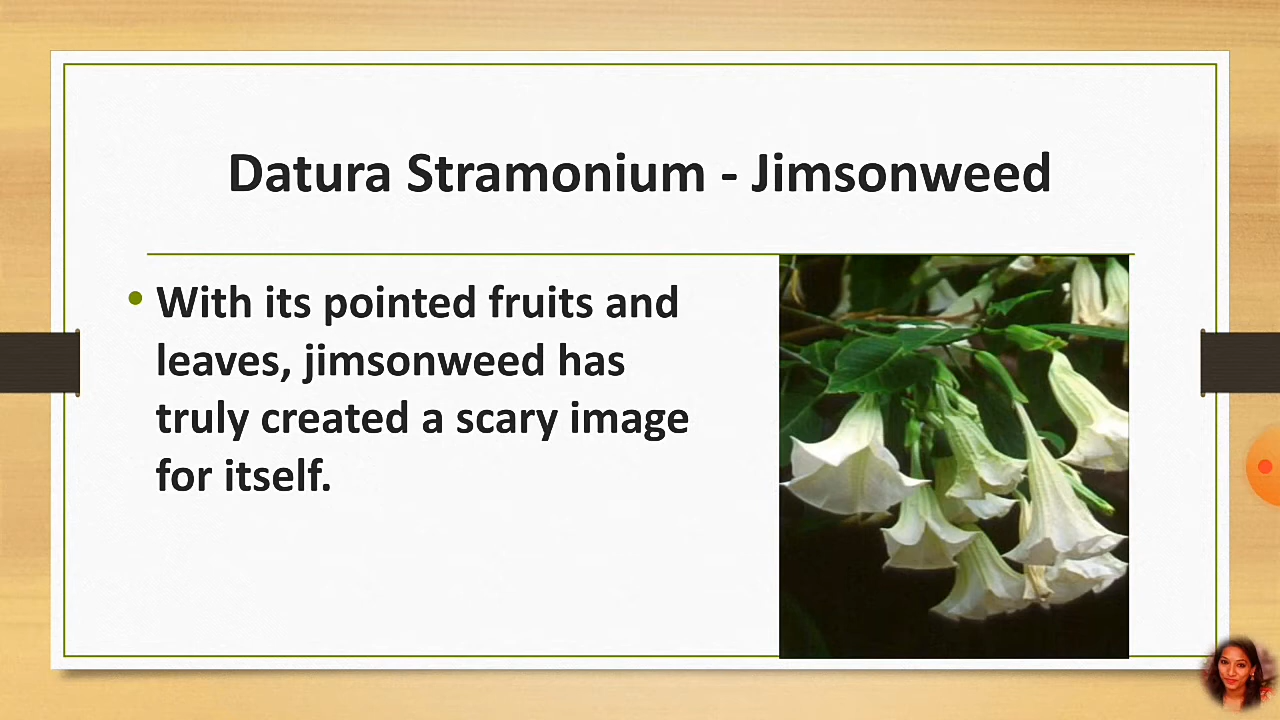 Datura Stramonium - Jimsonweed
• With its pointed fruits and
leaves, jimsonweed has
truly created a scary image
for itself.